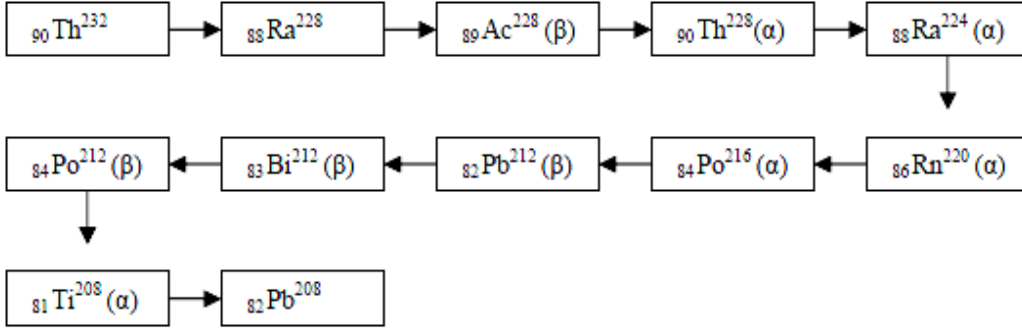 ₉₀Th²³²
₈₈Ra²²⁸
₈₉Ac²²⁸(β)
₉₀Th²²⁸(α)
₈₈Ra²²⁴(α)
₈₆Rn²²⁰(α)
₈₄Po²¹⁶(α)
₈₂Pb²¹²(β)
₈₃Bi²¹²(β)
₈₄Po²¹²(β)
₈₁Ti²⁰⁸(α)
₈₂Pb²⁰⁸